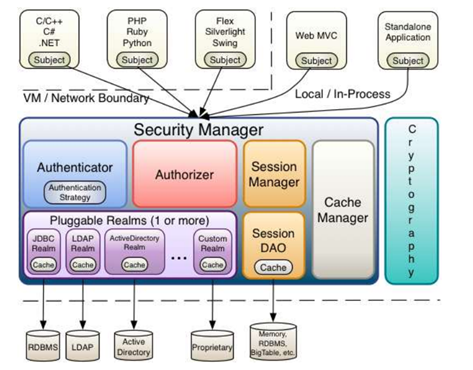 C/C++
C#
.NET
Subject
PHP
Ruby
Python
Subject
Flex
Silverlight
Swing
Subject
Web MVC
Subject
Standalone
Application
Subject
VM / Network Boundary
Local / In-Process
Security Manager
Authenticator
Authentication
Strategy
Authorizer
Session
Manager
Cache
Manager
Cryptography
Pluggable Realms (1 or more)
JDBC
Realm
Cache
LDAP
Realm
Cache
ActiveDirectory
Realm
Cache
...
Custom
Realm
Cache
Session
DAO
Cache
RDBMS
LDAP
Active
Directory
Proprietary
Memory,
RDBMS,
BigTable, etc.